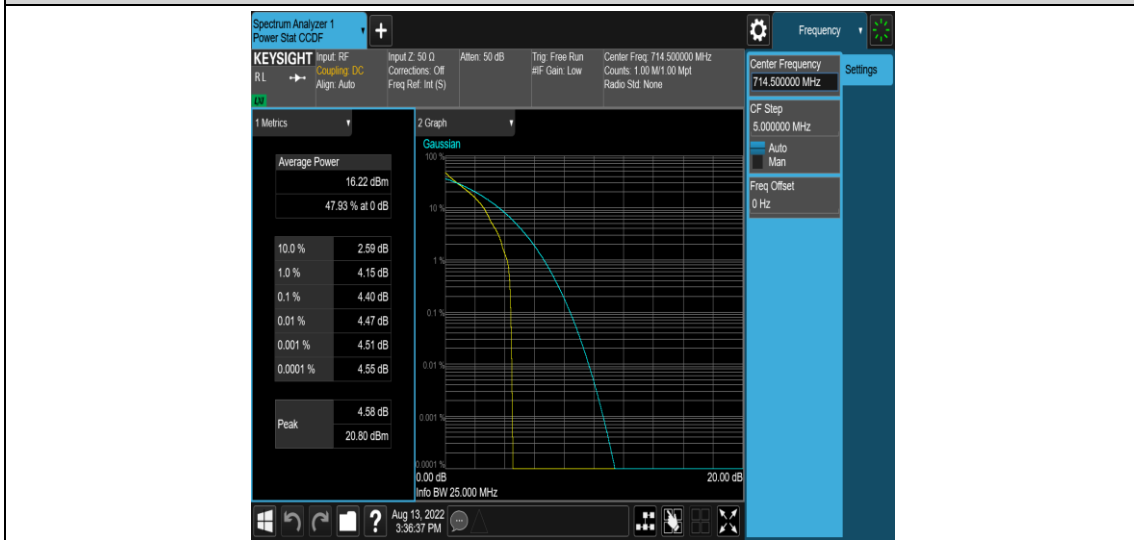 Spectrum Analyzer 1
Power Stat CCDF
Frequency
KEYSIGHT
RL
LNI
Input: RF
Coupling: DC
Align: Auto
Input Z: 50 Ω
Corrections: Off
Freq Ref: Int (S)
Atten: 50 dB
Trig: Free Run
#IF Gain: Low
Center Freq: 714.500000 MHz
Counts: 1.00 M/1.00 Mpt
Radio Std: None
Center Frequency
714.500000 MHz
Settings
CF Step
5.000000 MHz
Auto
Man
Freq Offset
0 Hz
1 Metrics
Average Power
16.22 dBm
47.93 % at 0 dB
10.0 % 2.59 dB
1.0 % 4.15 dB
0.1 % 4.40 dB
0.01 % 4.47 dB
0.001 % 4.51 dB
0.0001 % 4.55 dB
Peak 4.58 dB
20.80 dBm
2 Graph
Gaussian
100 %
10 %
1 %
0.1 %
0.01 %
0.001 %
0.0001 %
0.00 dB 20.00 dB
Info BW 25.000 MHz
?
Aug 13, 2022
3:36:37 PM